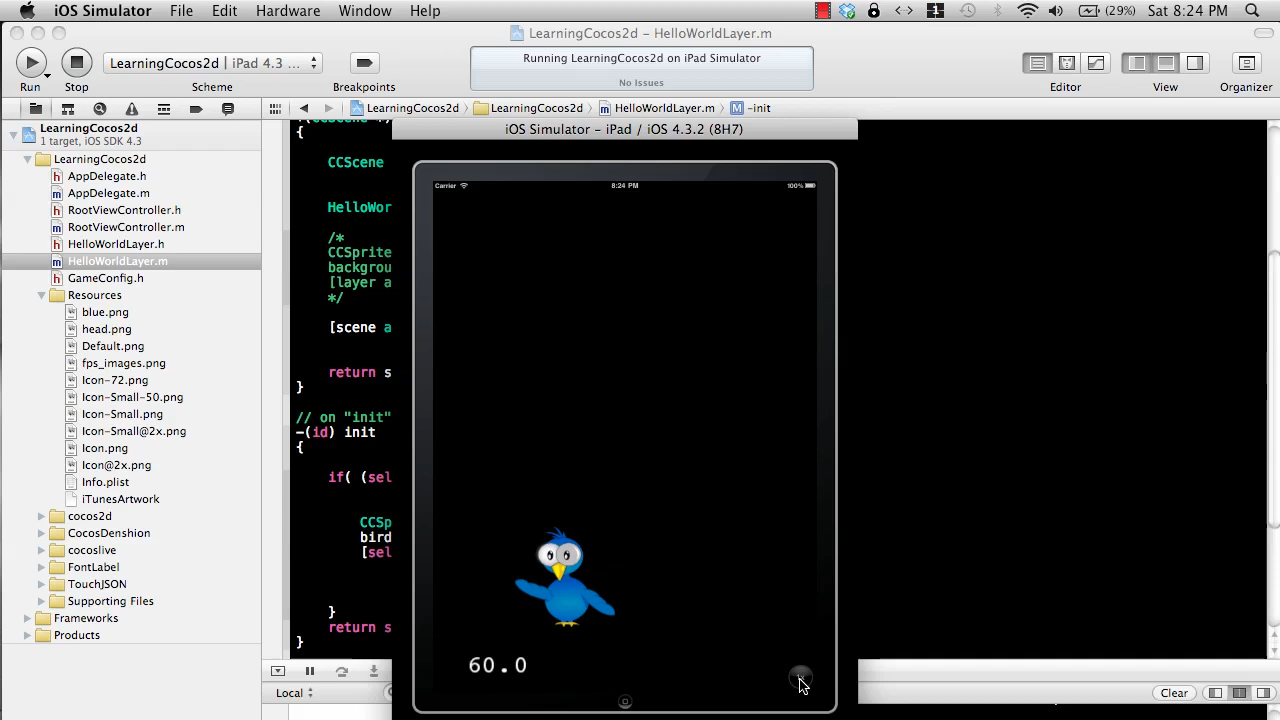 iOS Simulator File Edit Hardware Window Help 1 (29%) Sat 8:24 PM
LearningCocos2d – HelloWorldLayer.m
LearningCocos2d | iPad 4.3 ...
Running LearningCocos2d on iPad Simulator
No Issues
Run Stop Scheme Breakpoints Editor View Organizer
LearningCocos2d LearningCocos2d HelloWorldLayer.m M -init
LearningCocos2d
1 target, iOS SDK 4.3
LearningCocos2d
h AppDelegate.h
m AppDelegate.m
h RootViewController.h
m RootViewController.m
h HelloWorldLayer.h
m HelloWorldLayer.m
h GameConfig.h
Resources
blue.png
head.png
Default.png
fps_images.png
Icon-72.png
Icon-Small-50.png
Icon-Small.png
Icon-Small@2x.png
Icon.png
Icon@2x.png
Info.plist
iTunesArtwork
cocos2d
CocosDenshion
cocoslive
FontLabel
TouchJSON
Supporting Files
Frameworks
Products
{
CCScene
HelloWor
/*
CCSprite
backgrou
[layer a
*/
[scene a
return s
}
// on "init"
-(id) init
{
if( (sel
CCSp
bird
[sel
}
return s
}
iOS Simulator – iPad / iOS 4.3.2 (8H7)
Carrier 8:24 PM 100%
60.0
Local
Clear